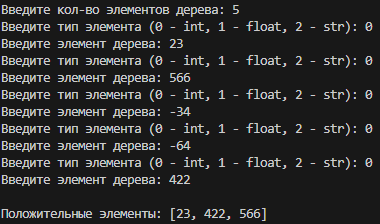 Введите кол-во элементов дерева: 5
Введите тип элемента (0 - int, 1 - float, 2 - str): 0
Введите элемент дерева: 23
Введите тип элемента (0 - int, 1 - float, 2 - str): 0
Введите элемент дерева: 566
Введите тип элемента (0 - int, 1 - float, 2 - str): 0
Введите элемент дерева: -34
Введите тип элемента (0 - int, 1 - float, 2 - str): 0
Введите элемент дерева: -64
Введите тип элемента (0 - int, 1 - float, 2 - str): 0
Введите элемент дерева: 422
Положительные элементы: [23, 422, 566]